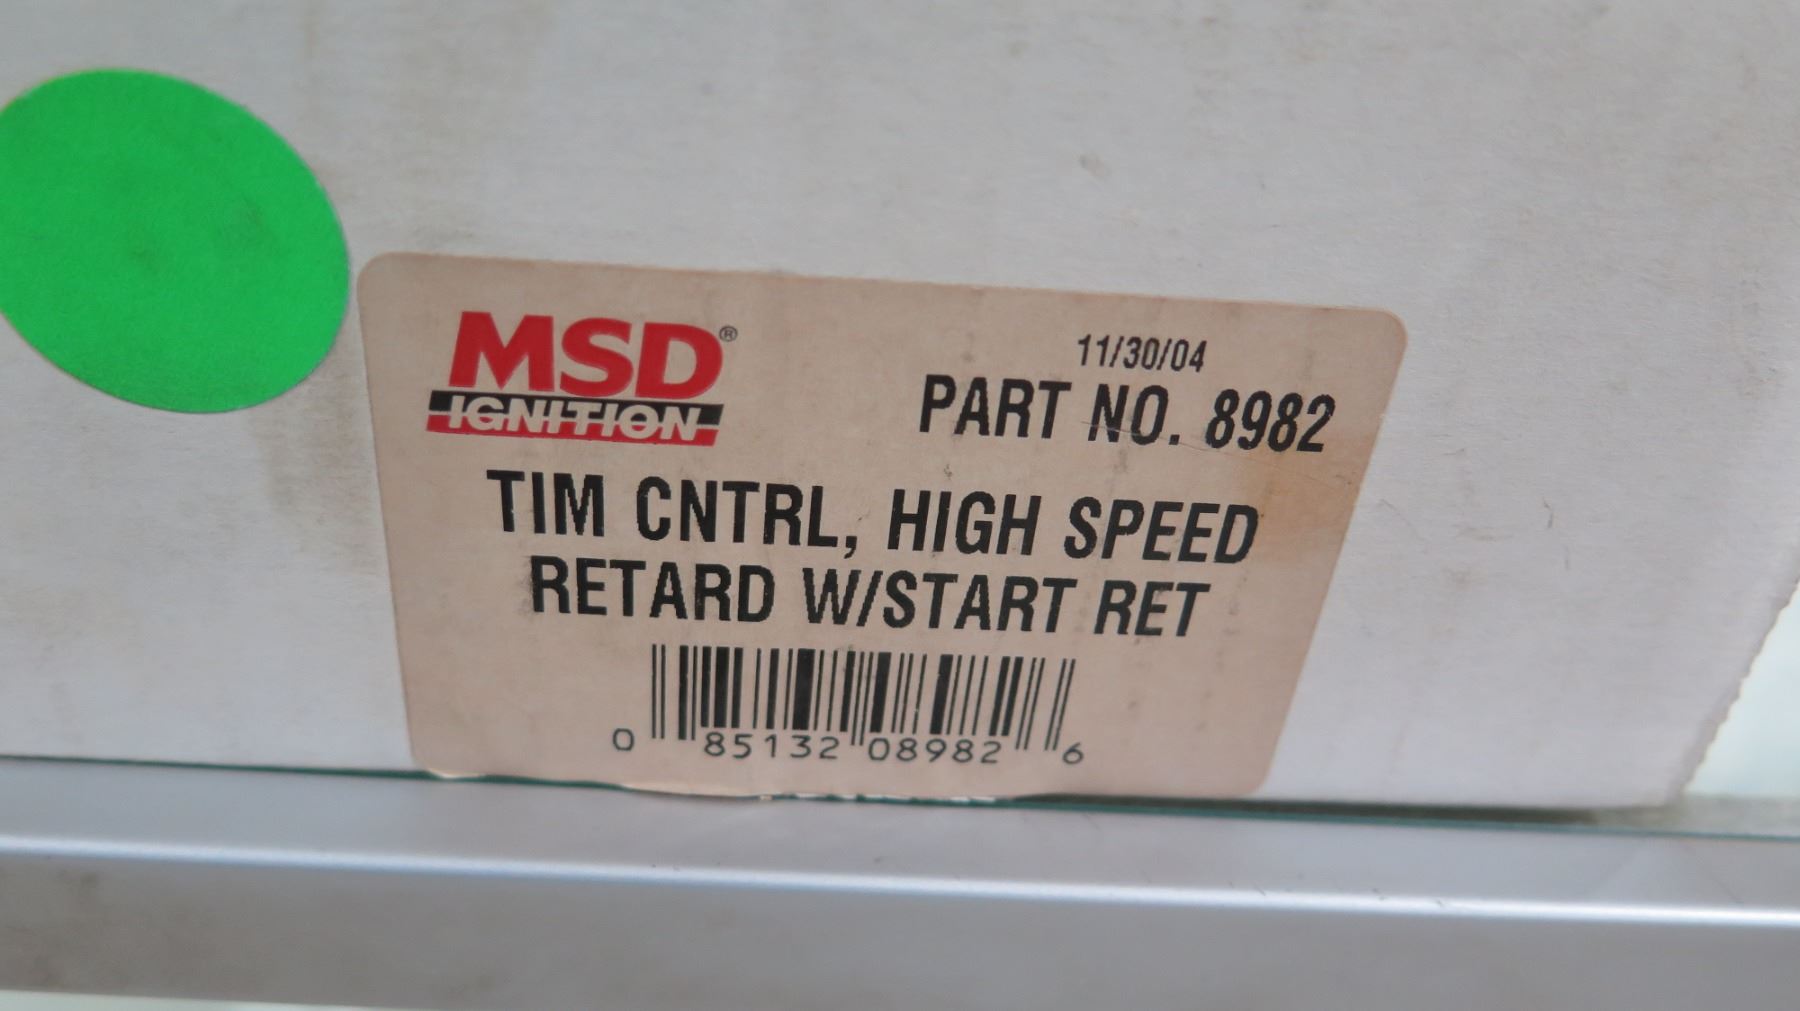 MSD®
IGNITION
11/30/04
PART NO. 8982
TIM CNTRL, HIGH SPEED
RETARD W/START RET
0 85132 08982 6